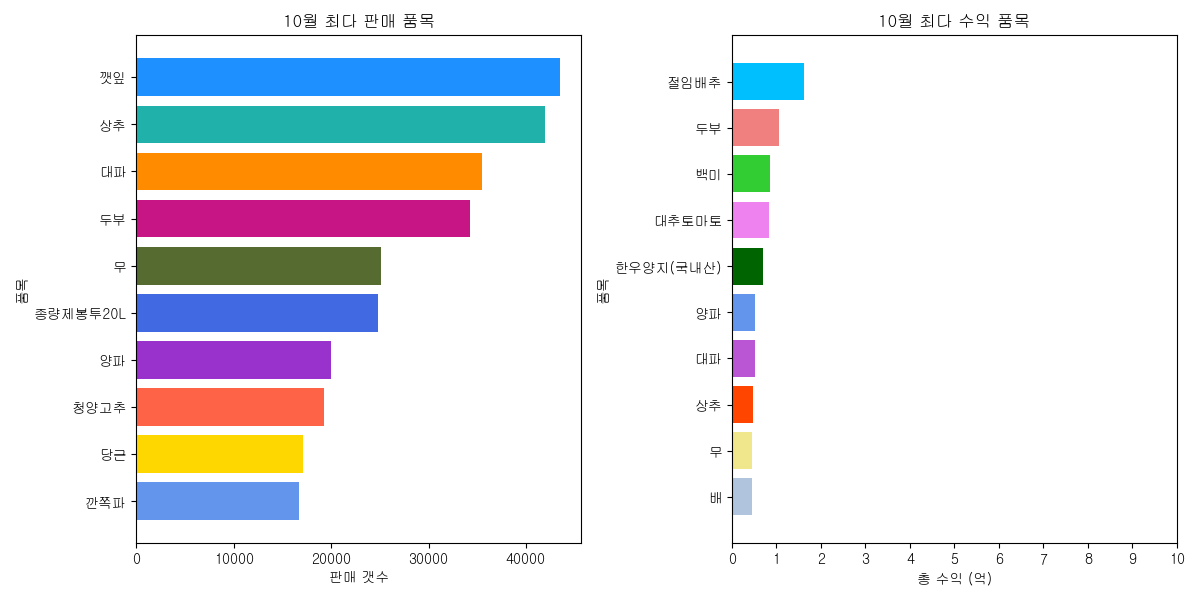 10월 최다 판매 품목
품목
깻잎
상추
대파
두부
무
종량제봉투20L
양파
청양고추
당근
깐쪽파
0 10000 20000 30000 40000
판매 갯수
10월 최다 수익 품목
품목
절임배추
두부
백미
대추토마토
한우양지(국내산)
양파
대파
상추
무
배
0 1 2 3 4 5 6 7 8 9 10
총 수익 (억)